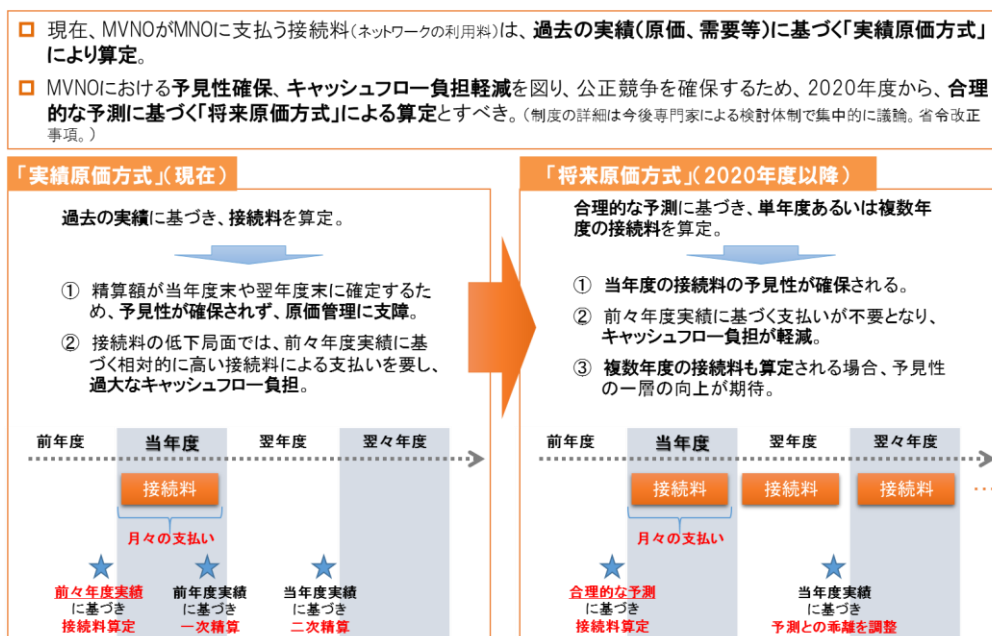 現在、MVNOがMNOに支払う接続料(ネットワークの利用料)は、過去の実績(原価、需要等)に基づく「実績原価方式」
により算定。
MVNOにおける予見性確保、キャッシュフロー負担軽減を図り、公正競争を確保するため、2020年度から、合理
的な予測に基づく「将来原価方式」による算定とすべき。(制度の詳細は今後専門家による検討体制で集中的に議論。省令改正
事項。)
「実績原価方式」(現在)
過去の実績に基づき、接続料を算定。
① 精算額が当年度末や翌年度末に確定するた
め、予見性が確保されず、原価管理に支障。
② 接続料の低下局面では、前々年度実績に基
づく相対的に高い接続料による支払いを要し、
過大なキャッシュフロー負担。
前年度 当年度 翌年度 翌々年度
接続料
月々の支払い
前々年度実績 前年度実績 当年度実績
に基づき に基づき に基づき
接続料算定 一次精算 二次精算
「将来原価方式」(2020年度以降)
合理的な予測に基づき、単年度あるいは複数年
度の接続料を算定。
① 当年度の接続料の予見性が確保される。
② 前々年度実績に基づく支払いが不要となり、
キャッシュフロー負担が軽減。
③ 複数年度の接続料も算定される場合、予見性
の一層の向上が期待。
前年度 当年度 翌年度 翌々年度
接続料 接続料 接続料 …
月々の支払い
合理的な予測 当年度実績
に基づき に基づき
接続料算定 予測との乖離を調整